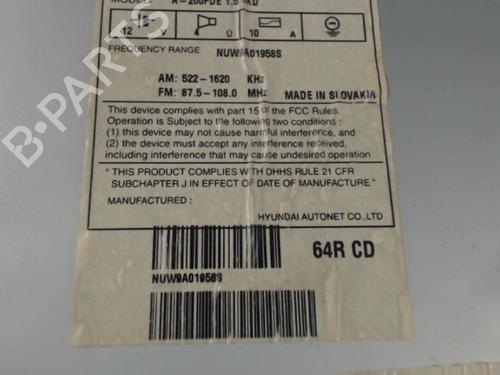 MODEL: A-200PDE
12 V Ω 10 A
FREQUENCY RANGE NUW9A01958S
AM: 522-1620 KHz
FM: 87.5-108.0 MHz MADE IN SLOVAKIA
This device complies with part 15 of the FCC Rules.
Operation is Subject to the following two conditions :
(1) this device may not cause harmful interference, and
(2) the device must accept any interference received,
including interference that may cause undesired operation
" THIS PRODUCT COMPLIES WITH DHHS RULE 21 CFR
SUBCHAPTER J IN EFFECT OF DATE OF MANUFACTURE "
MANUFACTURED :
HYUNDAI AUTONET CO.,LTD
64R CD
NUW9A01958S
B-Parts